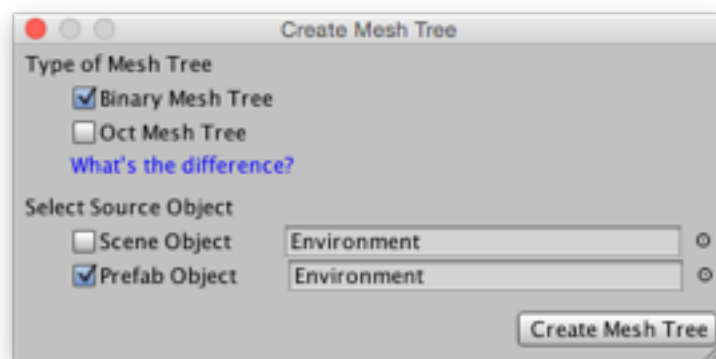 Create Mesh Tree
Type of Mesh Tree
Binary Mesh Tree
Oct Mesh Tree
What's the difference?
Select Source Object
Scene Object Environment
Prefab Object Environment
Create Mesh Tree